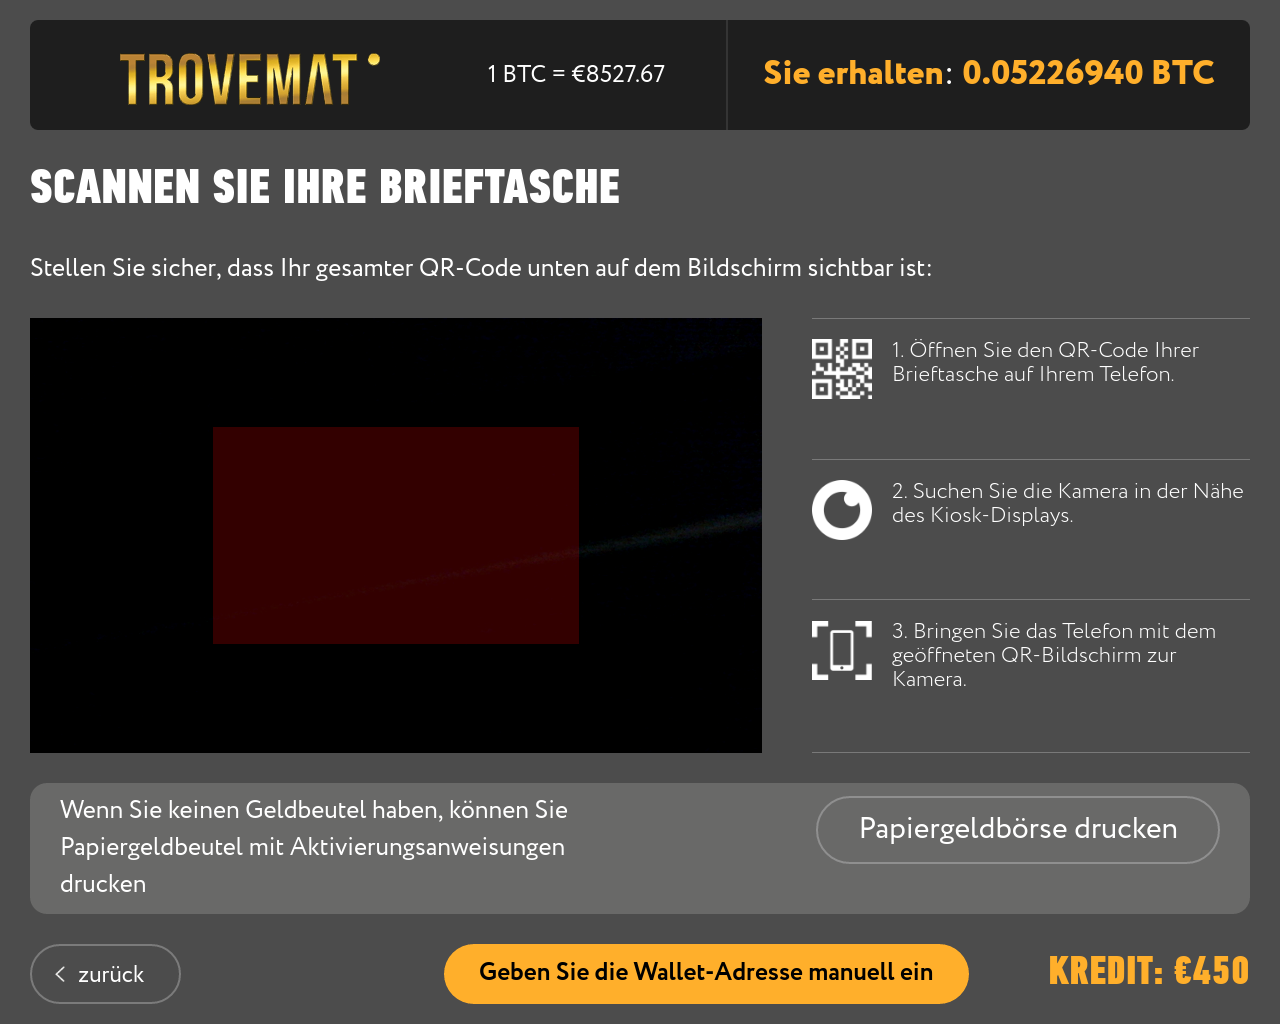 TROVEMAT
1 BTC = €8527.67
Sie erhalten: 0.05226940 BTC
SCANNEN SIE IHRE BRIEFTASCHE
Stellen Sie sicher, dass Ihr gesamter QR-Code unten auf dem Bildschirm sichtbar ist:
1. Öffnen Sie den QR-Code Ihrer
Brieftasche auf Ihrem Telefon.
2. Suchen Sie die Kamera in der Nähe
des Kiosk-Displays.
3. Bringen Sie das Telefon mit dem
geöffneten QR-Bildschirm zur
Kamera.
Wenn Sie keinen Geldbeutel haben, können Sie
Papiergeldbeutel mit Aktivierungsanweisungen
drucken
Papiergeldbörse drucken
zurück
Geben Sie die Wallet-Adresse manuell ein
KREDIT: €450